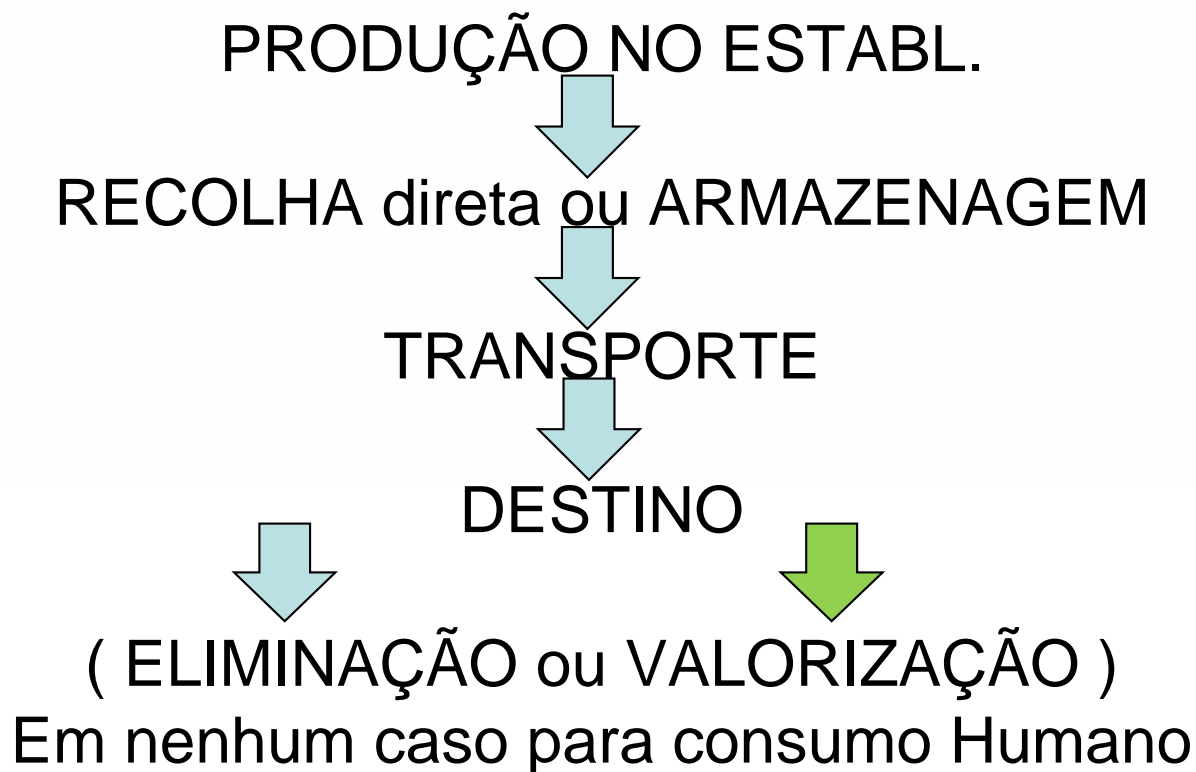 PRODUÇÃO NO ESTABL.
RECOLHA direta ou ARMAZENAGEM
TRANSPORTE
DESTINO
( ELIMINAÇÃO ou VALORIZAÇÃO )
Em nenhum caso para consumo Humano